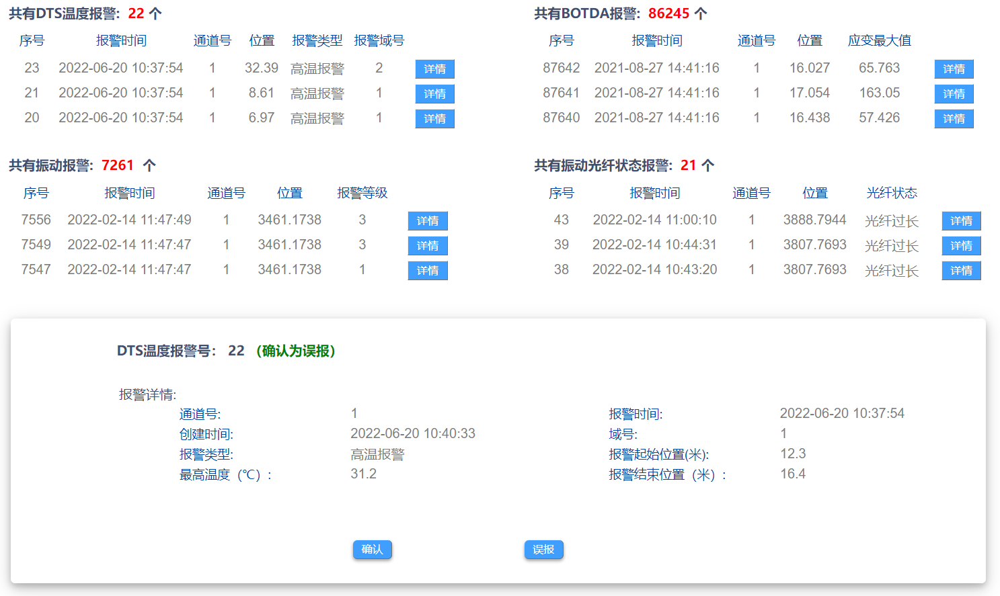 共有DTS温度报警: 22 个
序号 报警时间 通道号 位置 报警类型 报警域号
23 2022-06-20 10:37:54 1 32.39 高温报警 2 详情
21 2022-06-20 10:37:54 1 8.61 高温报警 1 详情
20 2022-06-20 10:37:54 1 6.97 高温报警 1 详情
共有BOTDA报警: 86245 个
序号 报警时间 通道号 位置 应变最大值
87642 2021-08-27 14:41:16 1 16.027 65.763 详情
87641 2021-08-27 14:41:16 1 17.054 163.05 详情
87640 2021-08-27 14:41:16 1 16.438 57.426 详情
共有振动报警: 7261 个
序号 报警时间 通道号 位置 报警等级
7556 2022-02-14 11:47:49 1 3461.1738 3 详情
7549 2022-02-14 11:47:47 1 3461.1738 3 详情
7547 2022-02-14 11:47:47 1 3461.1738 1 详情
共有振动光纤状态报警: 21 个
序号 报警时间 通道号 位置 光纤状态
43 2022-02-14 11:00:10 1 3888.7944 光纤过长 详情
39 2022-02-14 10:44:31 1 3807.7693 光纤过长 详情
38 2022-02-14 10:43:20 1 3807.7693 光纤过长 详情
DTS温度报警号： 22 （确认为误报）
报警详情:
通道号: 1 报警时间: 2022-06-20 10:37:54
创建时间: 2022-06-20 10:40:33 域号: 1
报警类型: 高温报警 报警起始位置(米): 12.3
最高温度（℃）: 31.2 报警结束位置（米）: 16.4
确认 误报